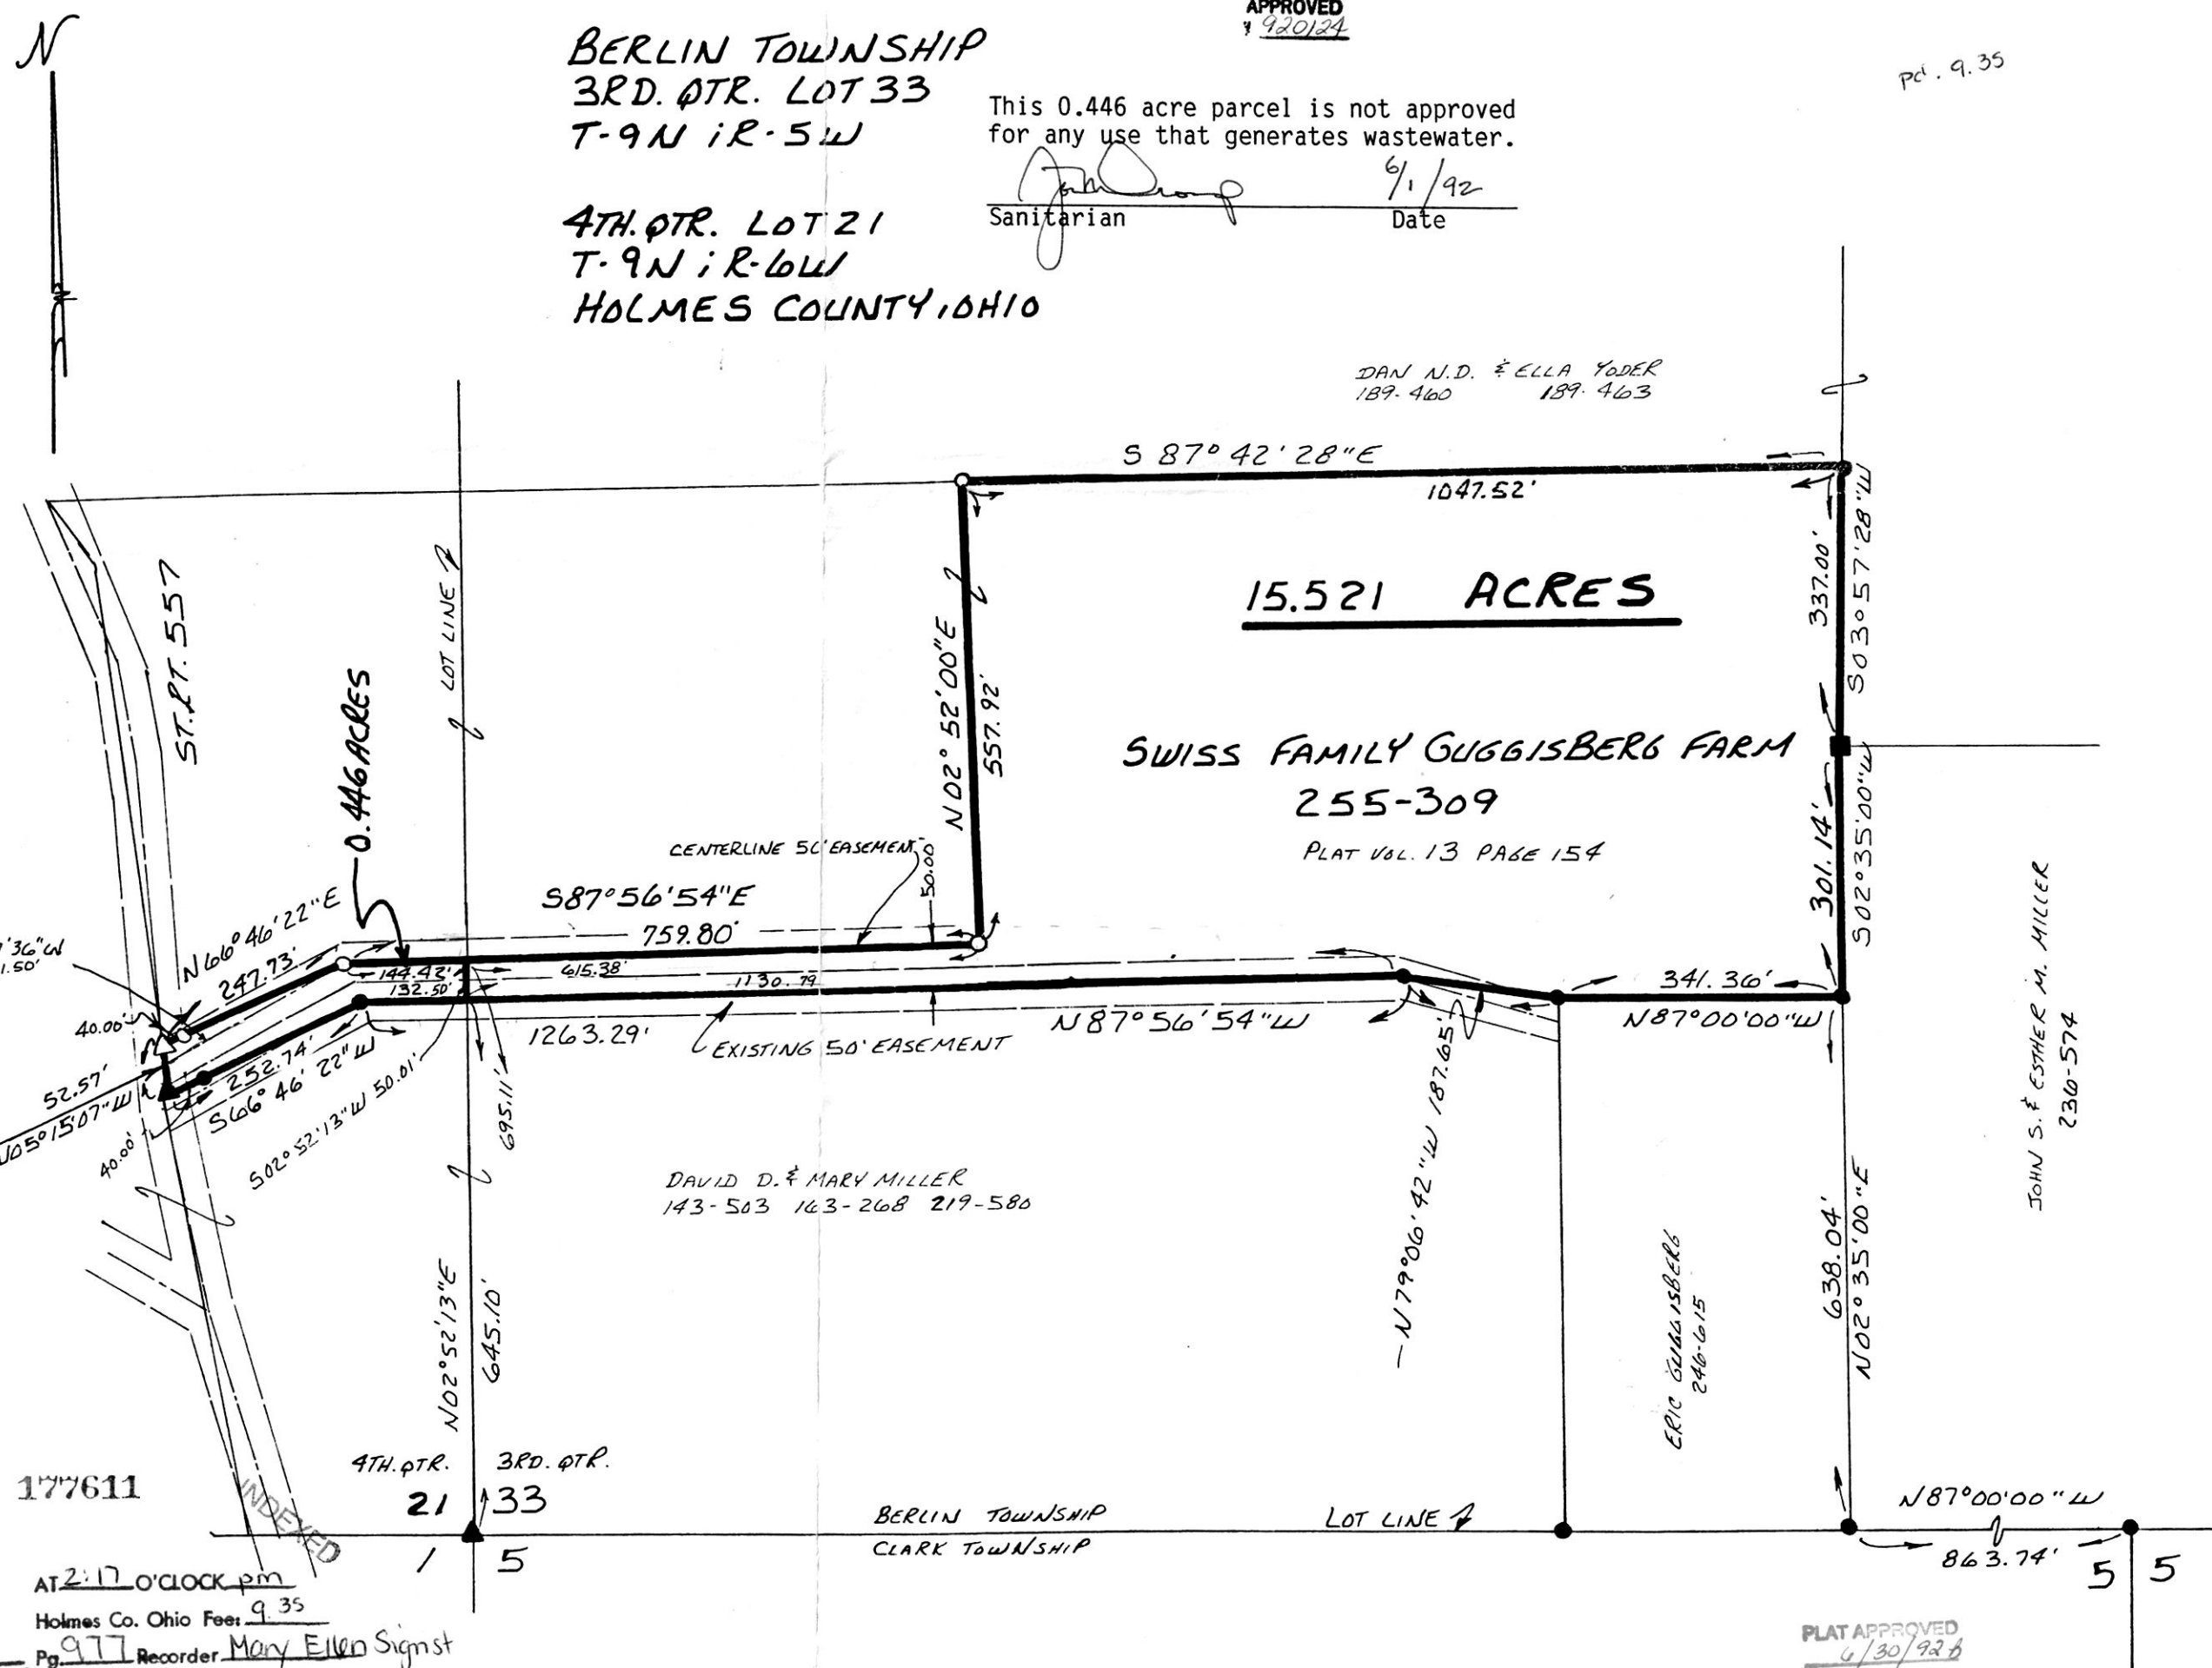 N
APPROVED
920124
pd. 9.35
BERLIN TOWNSHIP
3RD. QTR. LOT 33
T-9N ; R-5W
4TH. QTR. LOT 21
T-9N ; R-6W
HOLMES COUNTY, OHIO
This 0.446 acre parcel is not approved
for any use that generates wastewater.
6/1/92
Sanitarian Date
DAN N.D. & ELLA YODER
189-460 189-463
S 87° 42' 28" E
1047.52'
337.00'
S 03° 57' 28" W
ST. RT. 557
LOT LINE
0.446 ACRES
N 02° 52' 00" E
557.92'
15.521 ACRES
SWISS FAMILY GUGGISBERG FARM
255-309
PLAT VOL. 13 PAGE 154
301.14'
S 02° 35' 00" W
CENTERLINE 50' EASEMENT
50.00
S 87° 56' 54" E
759.80'
N 66° 46' 22" E
247.73'
'36" W
1.50'
40.00'
144.42'
132.50'
615.38'
1130.79
1263.29'
EXISTING 50' EASEMENT
N 87° 56' 54" W
341.36'
N 87° 00' 00" W
52.57'
N05°15'07" W
40.00'
252.74'
S 66° 46' 22" W
S 02° 52' 13" W 50.01'
695.11'
N 79° 06' 42" W 187.65'
JOHN S. & ESTHER M. MILLER
236-574
DAVID D. & MARY MILLER
143-503 163-268 219-580
N 02° 52' 13" E
645.10'
ERIC GUGGISBERG
246-615
638.04'
N 02° 35' 00" E
4TH. QTR. 3RD. QTR.
21 33
1 5
BERLIN TOWNSHIP
CLARK TOWNSHIP
LOT LINE
N 87° 00' 00" W
863.74'
5 5
177611
INDEXED
AT 2:17 O'CLOCK pm
Holmes Co. Ohio Fee: 9.35
Pg. 977 Recorder Mary Ellen Signst
PLAT APPROVED
6/30/92